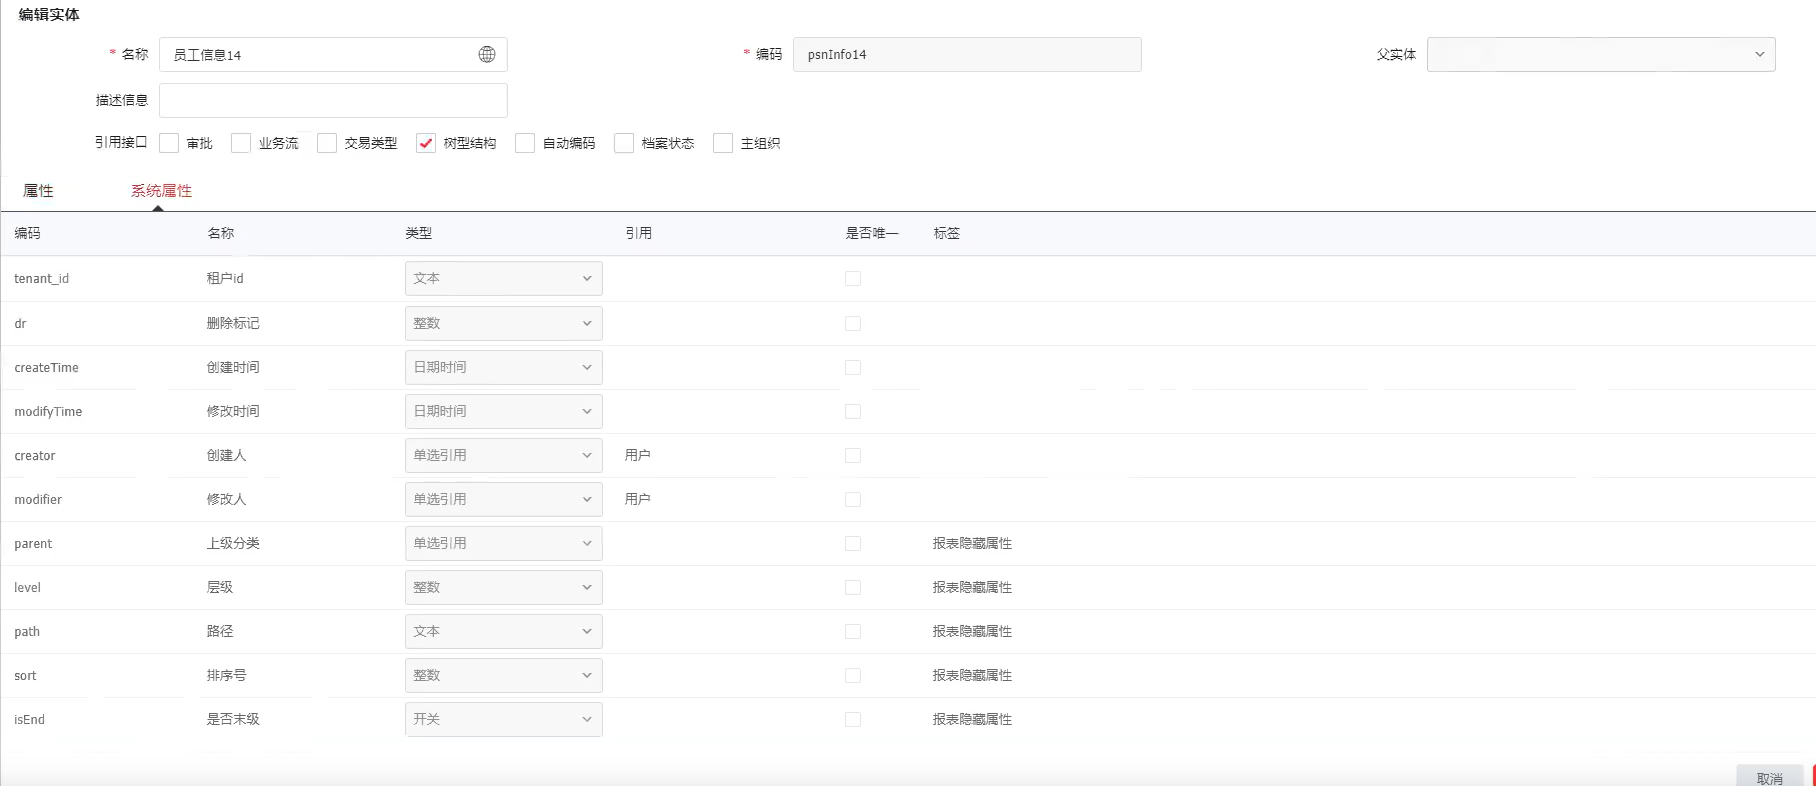 编辑实体
* 名称 员工信息14 * 编码 psnInfo14 父实体
描述信息
引用接口 审批 业务流 交易类型 树型结构 自动编码 档案状态 主组织
属性 系统属性
编码 名称 类型 引用 是否唯一 标签
tenant_id 租户id 文本
dr 删除标记 整数
createTime 创建时间 日期时间
modifyTime 修改时间 日期时间
creator 创建人 单选引用 用户
modifier 修改人 单选引用 用户
parent 上级分类 单选引用 报表隐藏属性
level 层级 整数 报表隐藏属性
path 路径 文本 报表隐藏属性
sort 排序号 整数 报表隐藏属性
isEnd 是否末级 开关 报表隐藏属性
取消